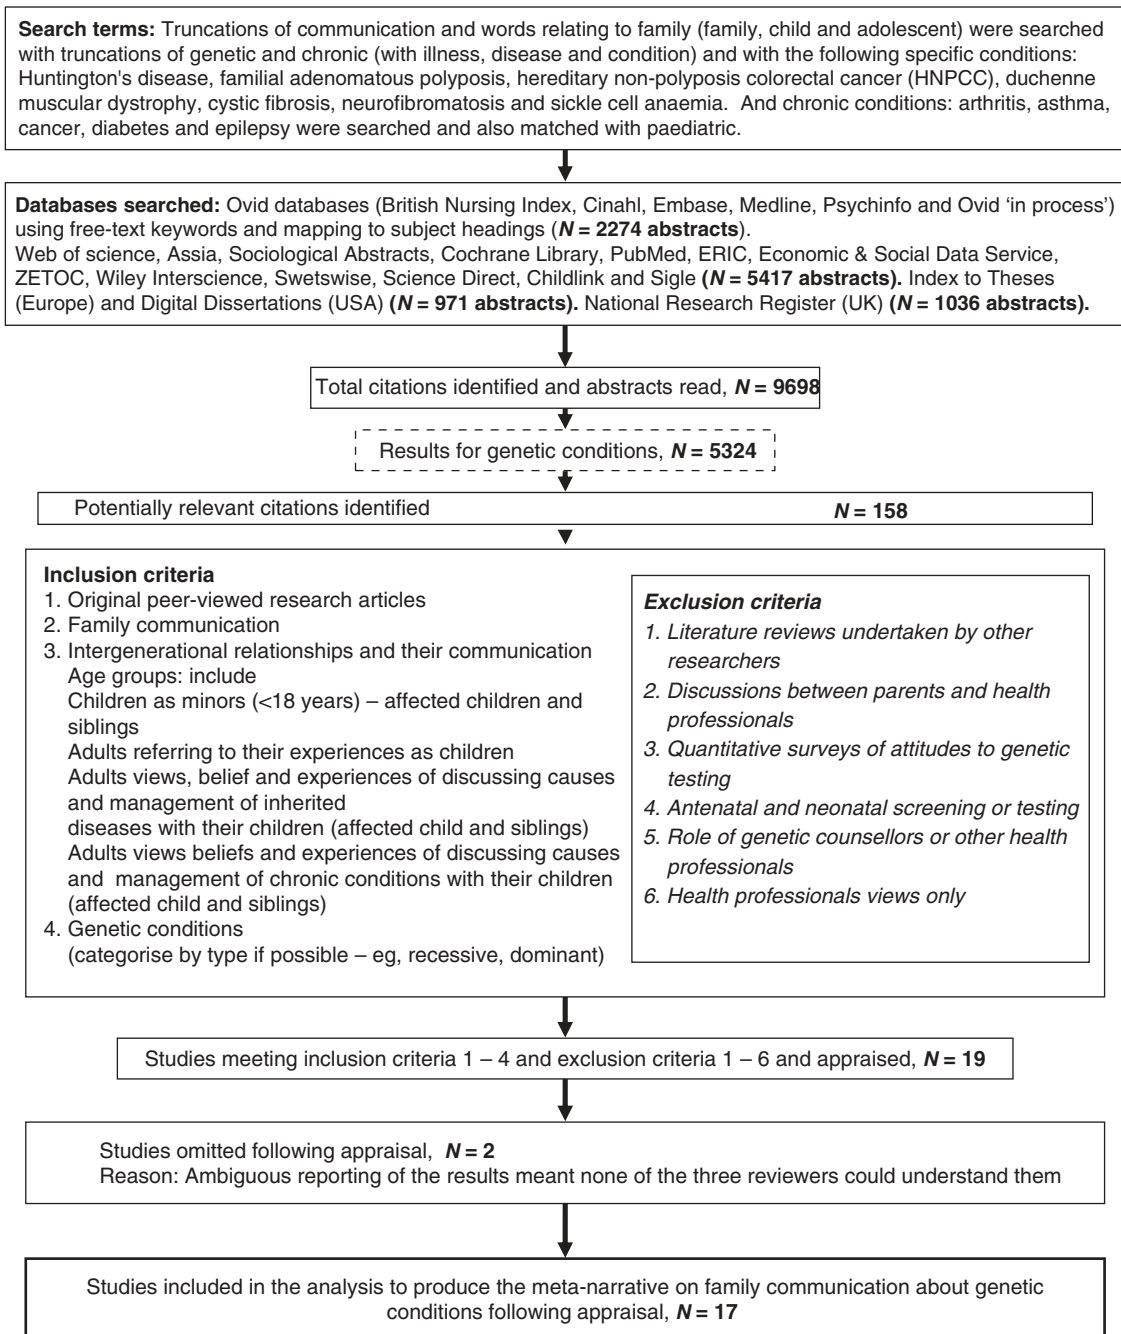 Search terms: Truncations of communication and words relating to family (family, child and adolescent) were searched
with truncations of genetic and chronic (with illness, disease and condition) and with the following specific conditions:
Huntington's disease, familial adenomatous polyposis, hereditary non-polyposis colorectal cancer (HNPCC), duchenne
muscular dystrophy, cystic fibrosis, neurofibromatosis and sickle cell anaemia. And chronic conditions: arthritis, asthma,
cancer, diabetes and epilepsy were searched and also matched with paediatric.
Databases searched: Ovid databases (British Nursing Index, Cinahl, Embase, Medline, Psychinfo and Ovid ‘in process’)
using free-text keywords and mapping to subject headings (N = 2274 abstracts).
Web of science, Assia, Sociological Abstracts, Cochrane Library, PubMed, ERIC, Economic & Social Data Service,
ZETOC, Wiley Interscience, Swetswise, Science Direct, Childlink and Sigle (N = 5417 abstracts). Index to Theses
(Europe) and Digital Dissertations (USA) (N = 971 abstracts). National Research Register (UK) (N = 1036 abstracts).
Total citations identified and abstracts read, N = 9698
Results for genetic conditions, N = 5324
Potentially relevant citations identified N = 158
Inclusion criteria
1. Original peer-viewed research articles
2. Family communication
3. Intergenerational relationships and their communication
Age groups: include
Children as minors (<18 years) – affected children and
siblings
Adults referring to their experiences as children
Adults views, belief and experiences of discussing causes
and management of inherited
diseases with their children (affected child and siblings)
Adults views beliefs and experiences of discussing causes
and management of chronic conditions with their children
(affected child and siblings)
4. Genetic conditions
(categorise by type if possible – eg, recessive, dominant)
Exclusion criteria
1. Literature reviews undertaken by other
researchers
2. Discussions between parents and health
professionals
3. Quantitative surveys of attitudes to genetic
testing
4. Antenatal and neonatal screening or testing
5. Role of genetic counsellors or other health
professionals
6. Health professionals views only
Studies meeting inclusion criteria 1 – 4 and exclusion criteria 1 – 6 and appraised, N = 19
Studies omitted following appraisal, N = 2
Reason: Ambiguous reporting of the results meant none of the three reviewers could understand them
Studies included in the analysis to produce the meta-narrative on family communication about genetic
conditions following appraisal, N = 17